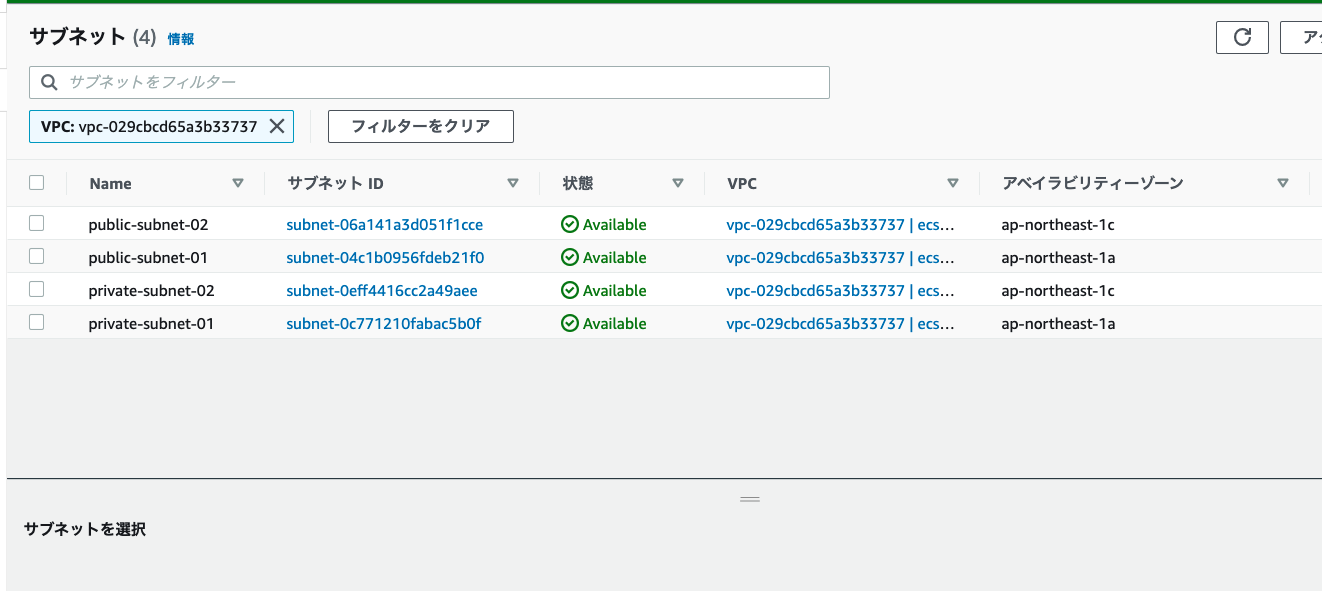 サブネット (4) 情報
サブネットをフィルター
VPC: vpc-029cbcd65a3b33737 フィルターをクリア
Name サブネット ID 状態 VPC アベイラビリティーゾーン
public-subnet-02 subnet-06a141a3d051f1cce Available vpc-029cbcd65a3b33737 | ecs… ap-northeast-1c
public-subnet-01 subnet-04c1b0956fdeb21f0 Available vpc-029cbcd65a3b33737 | ecs… ap-northeast-1a
private-subnet-02 subnet-0eff4416cc2a49aee Available vpc-029cbcd65a3b33737 | ecs… ap-northeast-1c
private-subnet-01 subnet-0c771210fabac5b0f Available vpc-029cbcd65a3b33737 | ecs… ap-northeast-1a
サブネットを選択